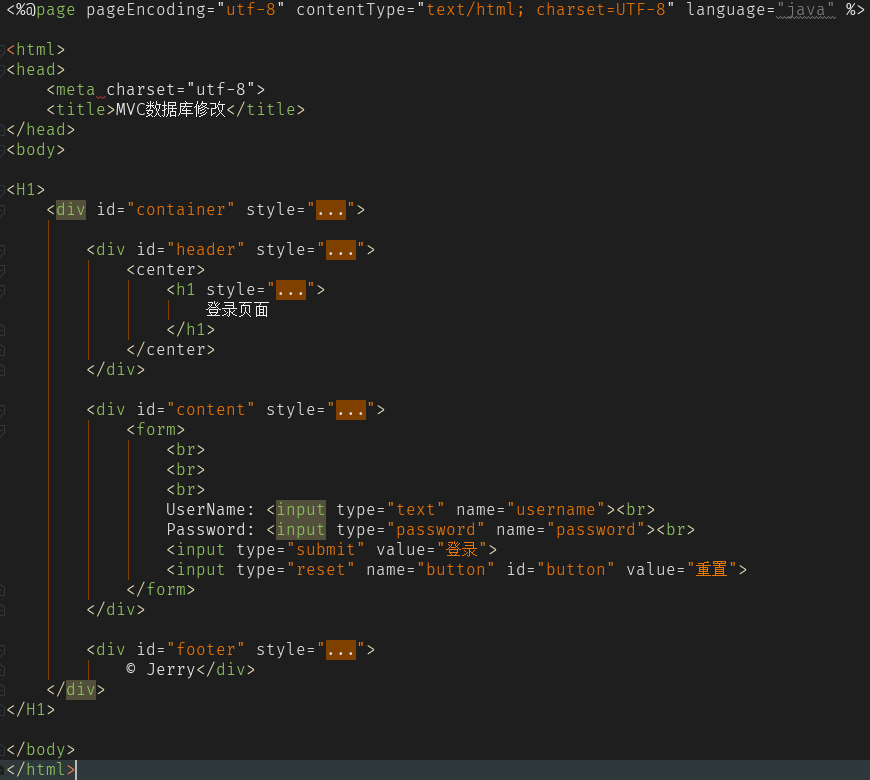 <%@page pageEncoding="utf-8" contentType="text/html; charset=UTF-8" language="java" %>
<html>
<head>
<meta charset="utf-8">
<title>MVC数据库修改</title>
</head>
<body>
<H1>
<div id="container" style="...">
<div id="header" style="...">
<center>
<h1 style="...">
登录页面
</h1>
</center>
</div>
<div id="content" style="...">
<form>
<br>
<br>
<br>
UserName: <input type="text" name="username"><br>
Password: <input type="password" name="password"><br>
<input type="submit" value="登录">
<input type="reset" name="button" id="button" value="重置">
</form>
</div>
<div id="footer" style="...">
© Jerry</div>
</div>
</H1>
</body>
</html>